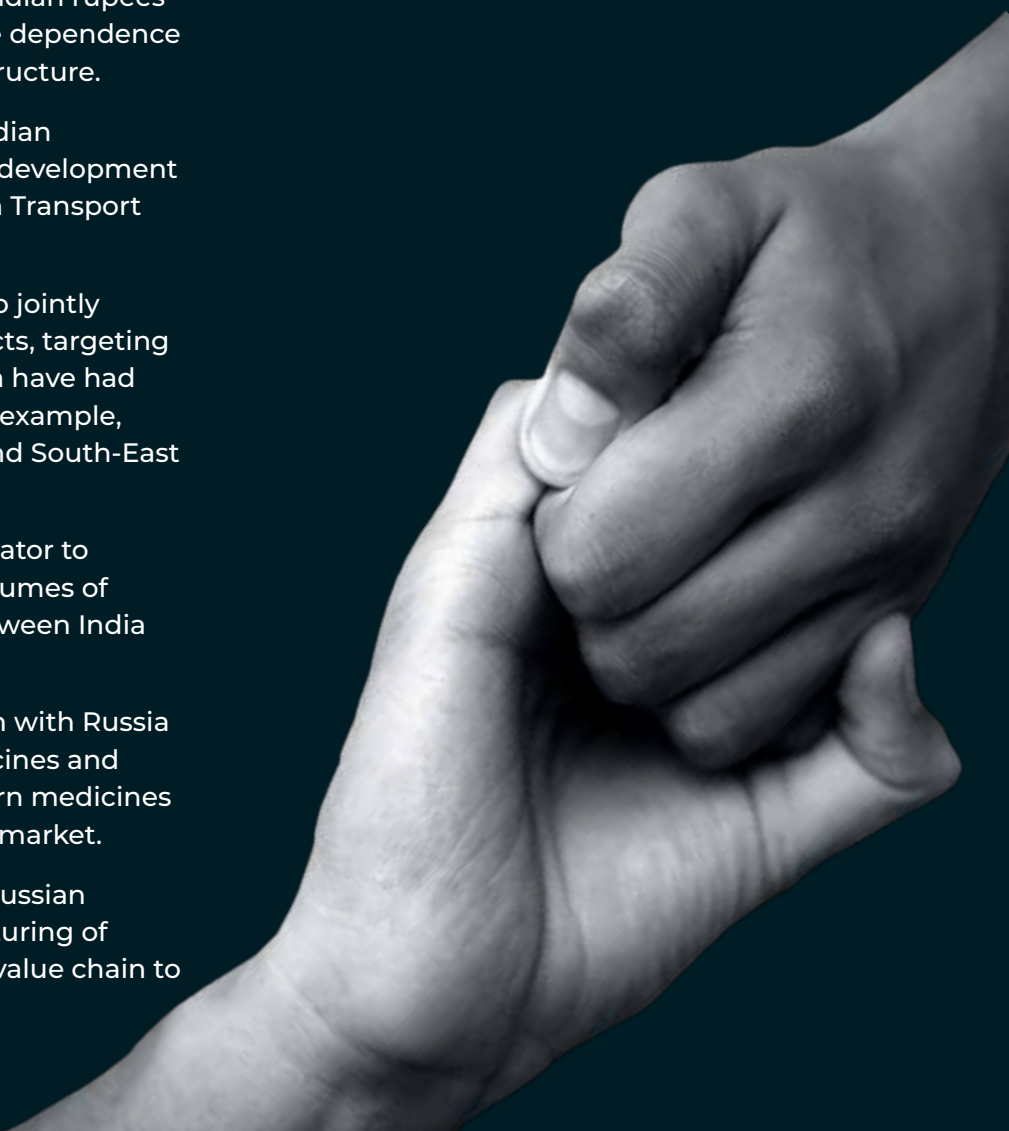 rupees
dependence
ructure.
dian
development
Transport
jointly
cts, targeting
have had
example,
nd South-East
ator to
umes of
ween India
with Russia
cines and
rn medicines
market.
ussian
uring of
value chain to